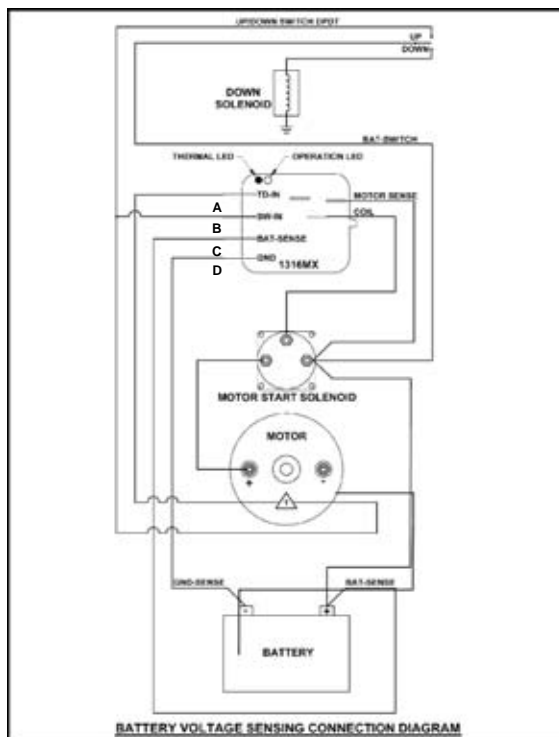 UP/DOWN SWITCH DPDT
UP
DOWN
DOWN
SOLENOID
BAT-SWITCH
THERMAL LED
OPERATION LED
TD-IN
MOTOR SENSE
A
SW-IN
COIL
B
BAT-SENSE
C
GND
D
1316MX
MOTOR START SOLENOID
MOTOR
+
-
!
GND-SENSE
BAT-SENSE
-
+
BATTERY
BATTERY VOLTAGE SENSING CONNECTION DIAGRAM